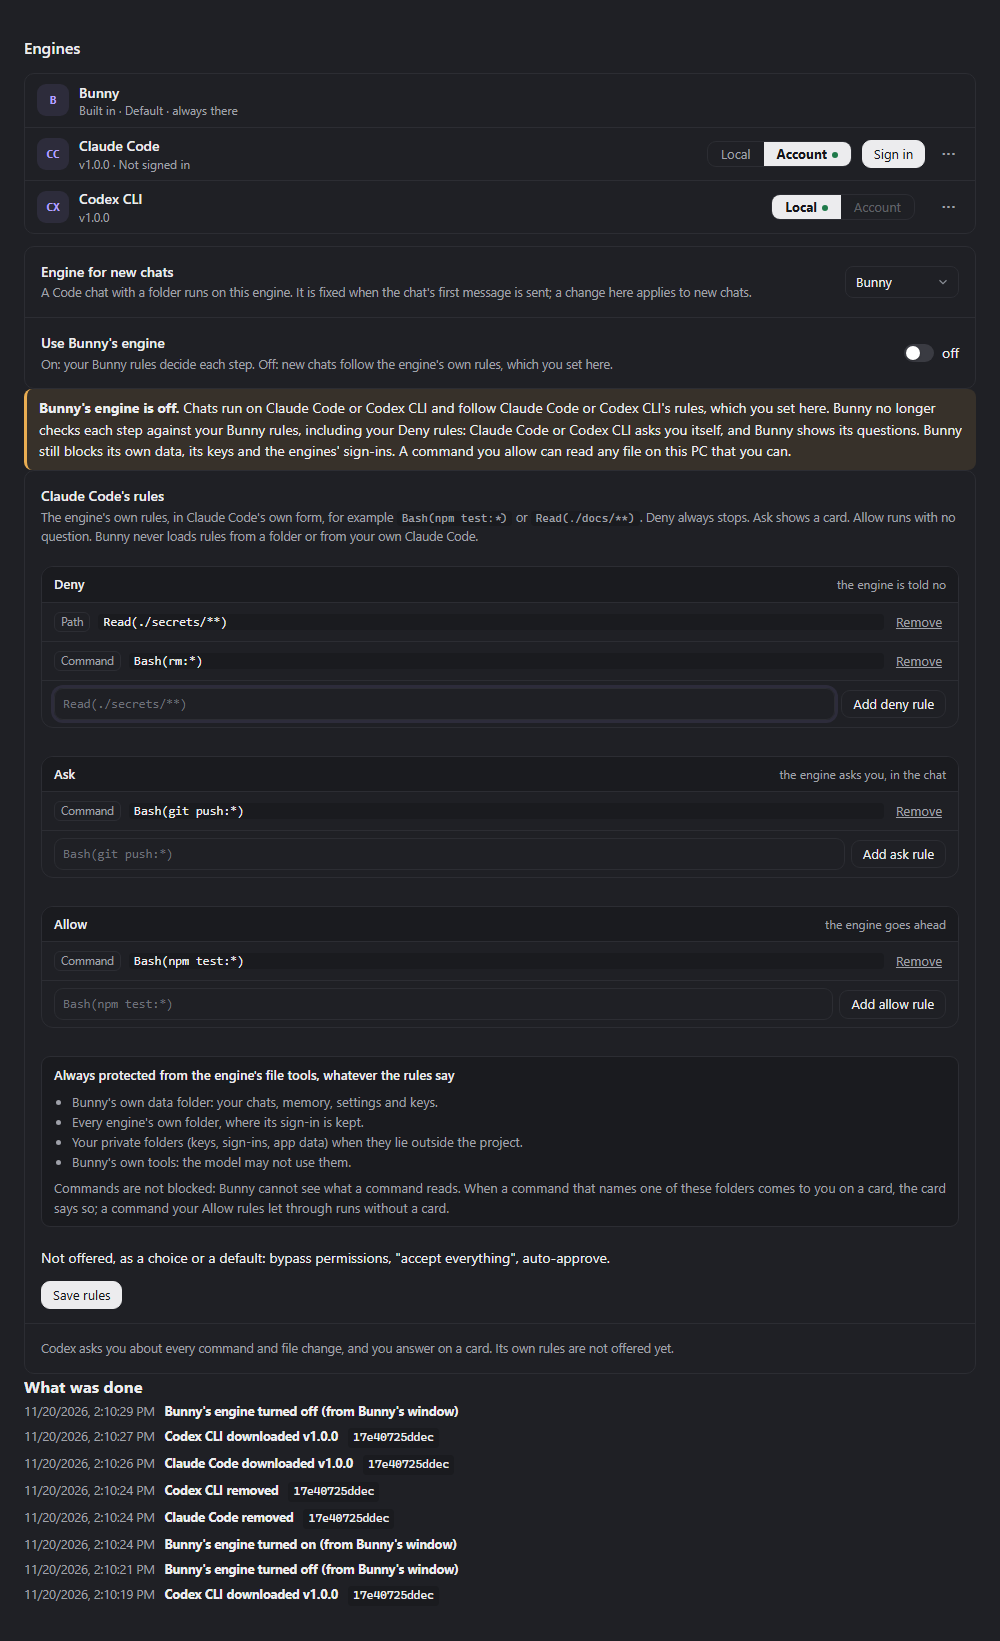 Engines
B
Bunny
Built in · Default · always there
CC
Claude Code
v1.0.0 · Not signed in
Local
Account
Sign in
···
CX
Codex CLI
v1.0.0
Local
Account
···
Engine for new chats
A Code chat with a folder runs on this engine. It is fixed when the chat's first message is sent; a change here applies to new chats.
Bunny
Use Bunny's engine
On: your Bunny rules decide each step. Off: new chats follow the engine's own rules, which you set here.
off
Bunny's engine is off. Chats run on Claude Code or Codex CLI and follow Claude Code or Codex CLI's rules, which you set here. Bunny no longer
checks each step against your Bunny rules, including your Deny rules: Claude Code or Codex CLI asks you itself, and Bunny shows its questions. Bunny
still blocks its own data, its keys and the engines' sign-ins. A command you allow can read any file on this PC that you can.
Claude Code's rules
The engine's own rules, in Claude Code's own form, for example Bash(npm test:*) or Read(./docs/**) . Deny always stops. Ask shows a card. Allow runs with no
question. Bunny never loads rules from a folder or from your own Claude Code.
Deny
the engine is told no
Path
Read(./secrets/**)
Remove
Command
Bash(rm:*)
Remove
Read(./secrets/**)
Add deny rule
Ask
the engine asks you, in the chat
Command
Bash(git push:*)
Remove
Bash(git push:*)
Add ask rule
Allow
the engine goes ahead
Command
Bash(npm test:*)
Remove
Bash(npm test:*)
Add allow rule
Always protected from the engine's file tools, whatever the rules say
• Bunny's own data folder: your chats, memory, settings and keys.
• Every engine's own folder, where its sign-in is kept.
• Your private folders (keys, sign-ins, app data) when they lie outside the project.
• Bunny's own tools: the model may not use them.
Commands are not blocked: Bunny cannot see what a command reads. When a command that names one of these folders comes to you on a card, the card
says so; a command your Allow rules let through runs without a card.
Not offered, as a choice or a default: bypass permissions, "accept everything", auto-approve.
Save rules
Codex asks you about every command and file change, and you answer on a card. Its own rules are not offered yet.
What was done
11/20/2026, 2:10:29 PM Bunny's engine turned off (from Bunny's window)
11/20/2026, 2:10:27 PM Codex CLI downloaded v1.0.0 17e40725ddec
11/20/2026, 2:10:26 PM Claude Code downloaded v1.0.0 17e40725ddec
11/20/2026, 2:10:24 PM Codex CLI removed 17e40725ddec
11/20/2026, 2:10:24 PM Claude Code removed 17e40725ddec
11/20/2026, 2:10:24 PM Bunny's engine turned on (from Bunny's window)
11/20/2026, 2:10:21 PM Bunny's engine turned off (from Bunny's window)
11/20/2026, 2:10:19 PM Codex CLI downloaded v1.0.0 17e40725ddec